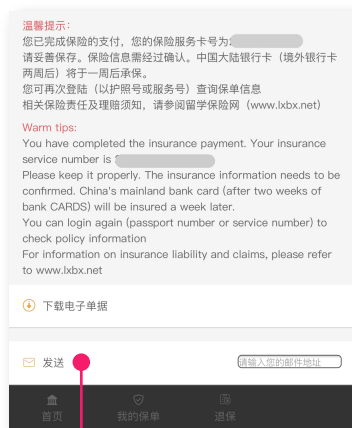 温馨提示：
您已完成保险的支付，您的保险服务卡号为:
请妥善保存。保险信息需经过确认。中国大陆银行卡（境外银行卡
两周后）将于一周后承保。
您可再次登陆（以护照号或服务号）查询保单信息
相关保险责任及理赔须知，请参阅留学保险网（www.lxbx.net）
Warm tips:
You have completed the insurance payment. Your insurance
service number is
Please keep it properly. The insurance information needs to be
confirmed. China's mainland bank card (after two weeks of
bank CARDS) will be insured a week later.
You can login again (passport number or service number) to
check policy information
For information on insurance liability and claims, please refer
to www.lxbx.net
下载电子单据
发送
请输入您的邮件地址
首页
我的保单
退保